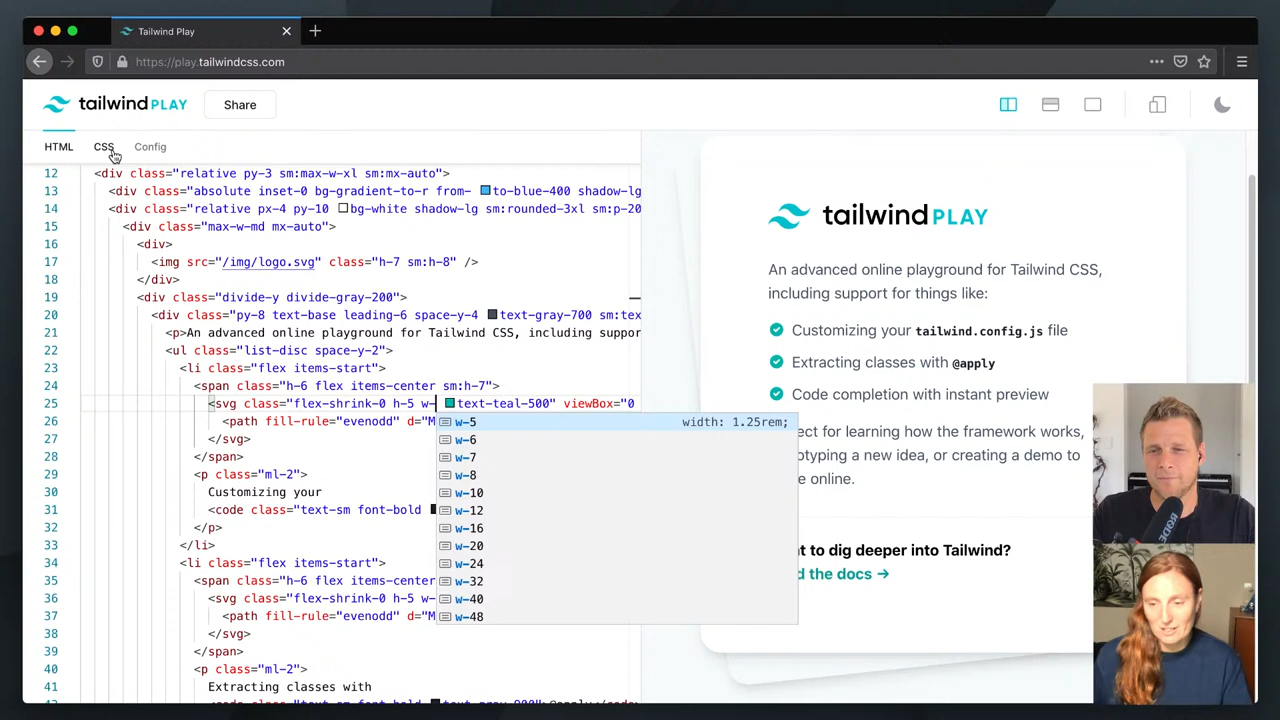 Tailwind Play
https://play.tailwindcss.com
tailwind PLAY
Share
HTML CSS Config
12 <div class="relative py-3 sm:max-w-xl sm:mx-auto">
13 <div class="absolute inset-0 bg-gradient-to-r from- to-blue-400 shadow-lg
14 <div class="relative px-4 py-10 bg-white shadow-lg sm:rounded-3xl sm:p-20
15 <div class="max-w-md mx-auto">
16 <div>
17 <img src="/img/logo.svg" class="h-7 sm:h-8" />
18 </div>
19 <div class="divide-y divide-gray-200">
20 <div class="py-8 text-base leading-6 space-y-4 text-gray-700 sm:tex
21 <p>An advanced online playground for Tailwind CSS, including suppor
22 <ul class="list-disc space-y-2">
23 <li class="flex items-start">
24 <span class="h-6 flex items-center sm:h-7">
25 <svg class="flex-shrink-0 h-5 w- text-teal-500" viewBox="0
26 <path fill-rule="evenodd" d="M
27 </svg>
28 </span>
29 <p class="ml-2">
30 Customizing your
31 <code class="text-sm font-bold
32 </p>
33 </li>
34 <li class="flex items-start">
35 <span class="h-6 flex items-center
36 <svg class="flex-shrink-0 h-5 w-
37 <path fill-rule="evenodd" d="M
38 </svg>
39 </span>
40 <p class="ml-2">
41 Extracting classes with
w-5 width: 1.25rem;
w-6
w-7
w-8
w-10
w-12
w-16
w-20
w-24
w-32
w-40
w-48
tailwind PLAY
An advanced online playground for Tailwind CSS,
including support for things like:
Customizing your tailwind.config.js file
Extracting classes with @apply
Code completion with instant preview
ect for learning how the framework works,
otyping a new idea, or creating a demo to
e online.
t to dig deeper into Tailwind?
d the docs →
RODE